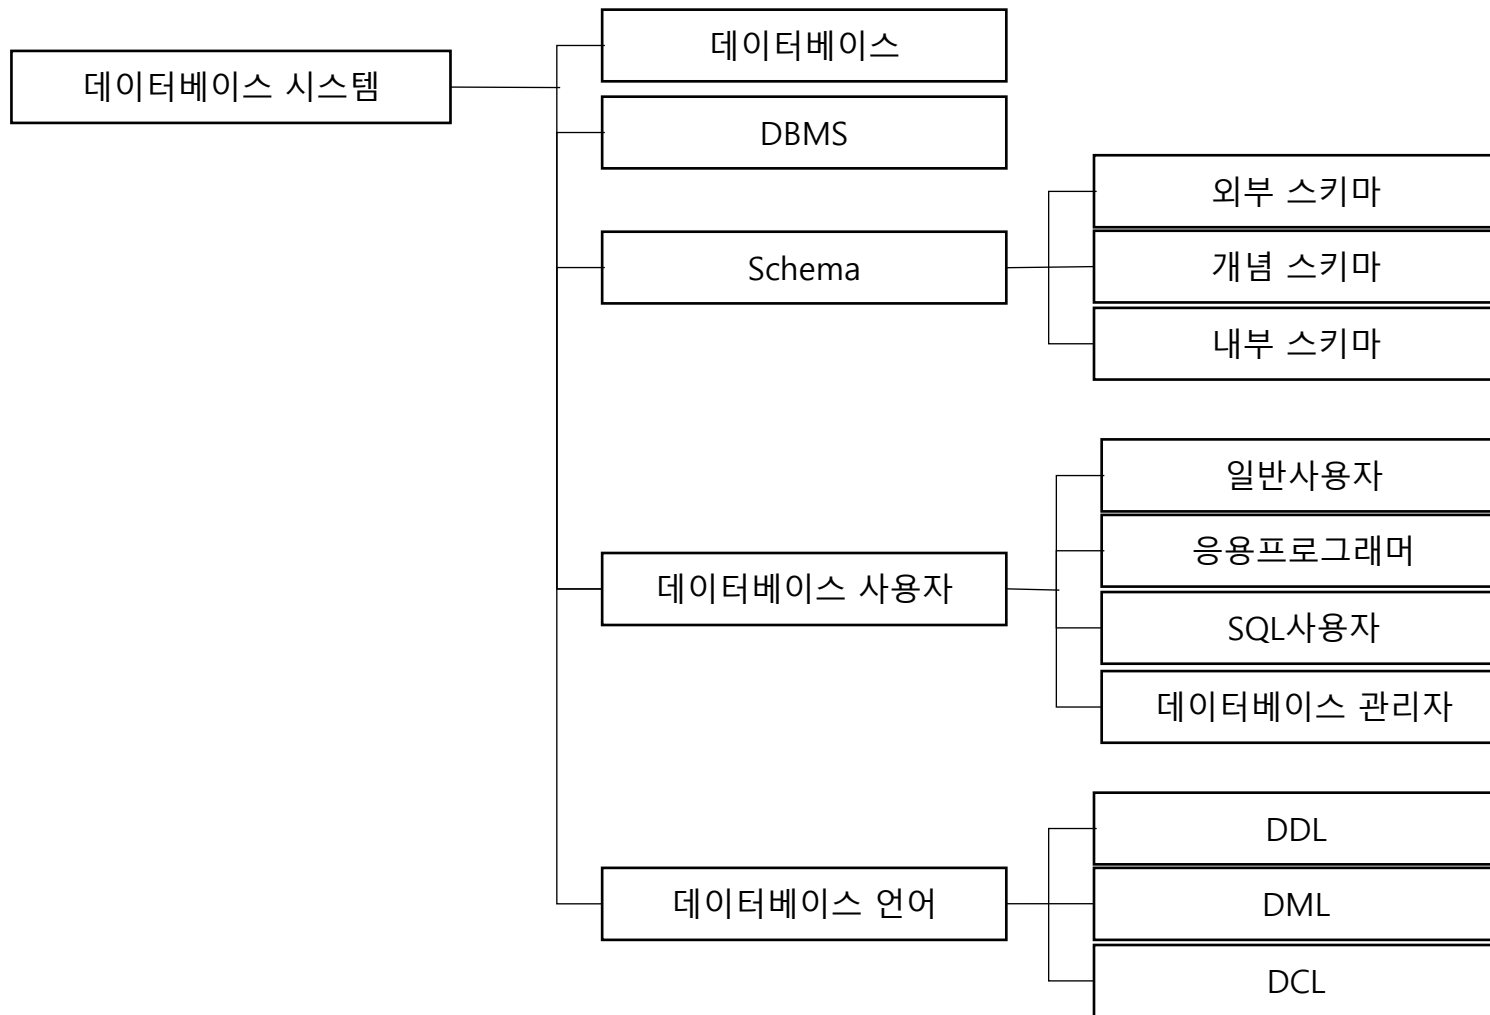 데이터베이스 시스템
데이터베이스
DBMS
Schema
외부 스키마
개념 스키마
내부 스키마
데이터베이스 사용자
일반사용자
응용프로그래머
SQL사용자
데이터베이스 관리자
데이터베이스 언어
DDL
DML
DCL